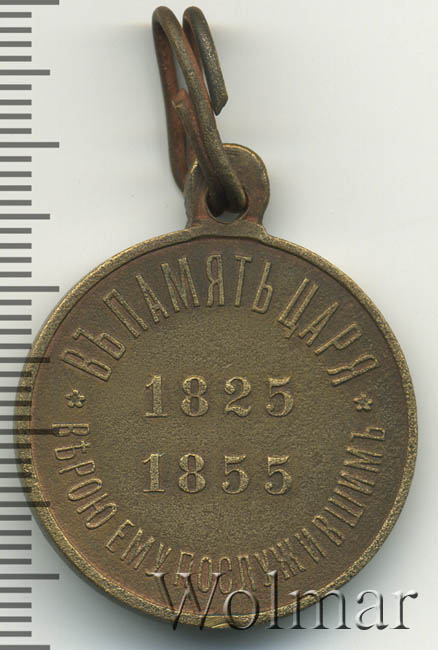 ВЪ ПАМЯТЬ ЦАРЯ
1825
1855
ВѢРОЮ ЕМУ ПОСЛУЖИВШИМЪ
Wolmar